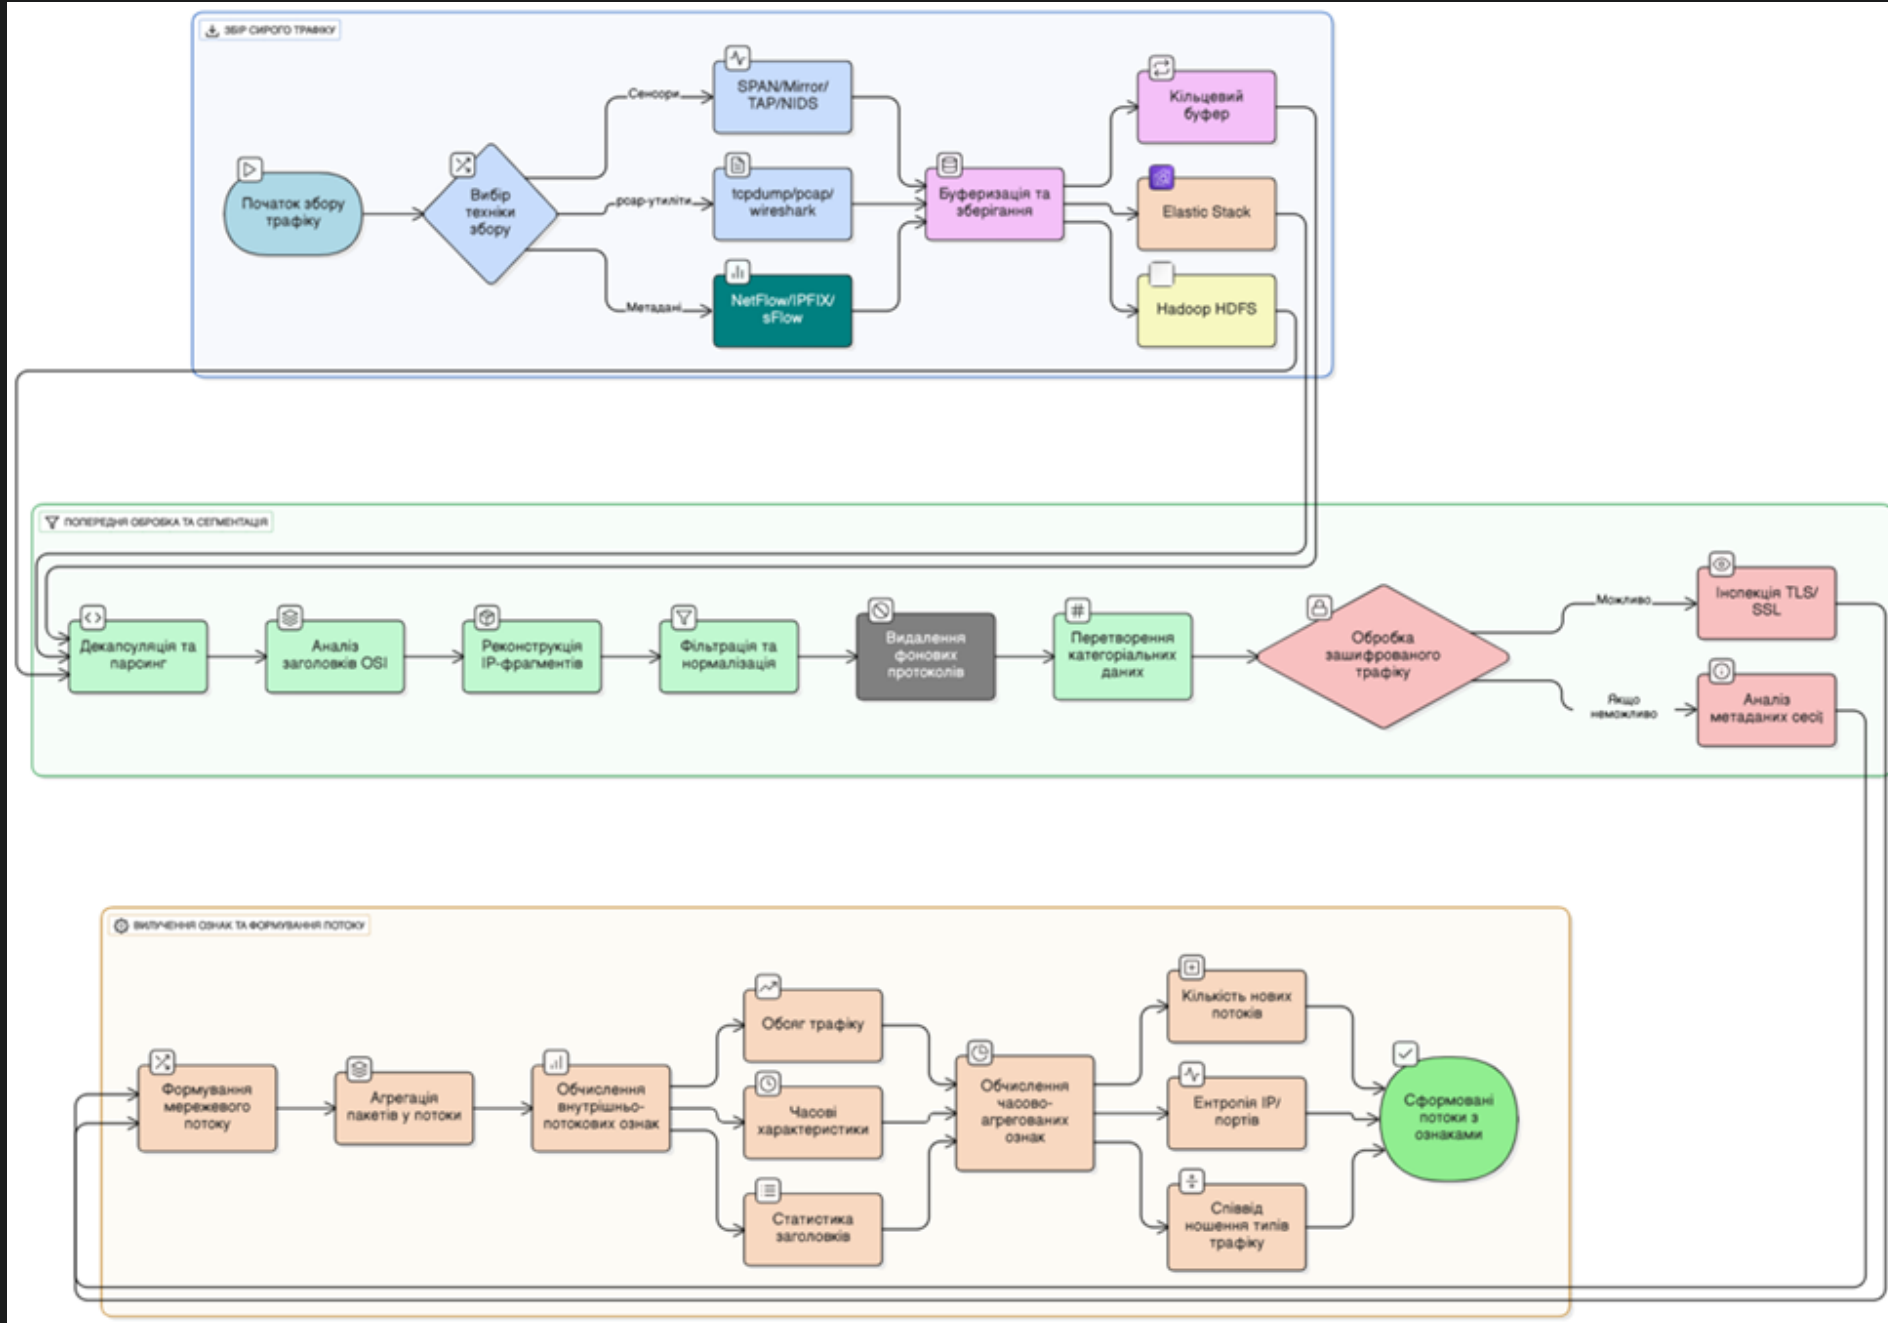 ЗБІР СИРОГО ТРАФІКУ
Початок збору
трафіку
Вибір
техніки
збору
Сенсори
pcap-утиліти
Метадані
SPAN/Mirror/
TAP/NIDS
tcpdump/pcap/
wireshark
NetFlow/IPFIX/
sFlow
Буферизація та
зберігання
Кільцевий
буфер
Elastic Stack
Hadoop HDFS
ПОПЕРЕДНЯ ОБРОБКА ТА СЕГМЕНТАЦІЯ
Декапсуляція та
парсинг
Аналіз
заголовків OSI
Реконструкція
IP-фрагментів
Фільтрація та
нормалізація
Видалення
фонових
протоколів
Перетворення
категоріальних
даних
Обробка
зашифрованого
трафіку
Можливо
Якщо
неможливо
Інспекція TLS/
SSL
Аналіз
метаданих сесії
ВИЛУЧЕННЯ ОЗНАК ТА ФОРМУВАННЯ ПОТОКУ
Формування
мережевого
потоку
Агрегація
пакетів у потоки
Обчислення
внутрішньо-
потокових ознак
Обсяг трафіку
Часові
характеристики
Статистика
заголовків
Обчислення
часово-
агрегованих
ознак
Кількість нових
потоків
Ентропія IP/
портів
Співвід
ношення типів
трафіку
Сформовані
потоки з
ознаками